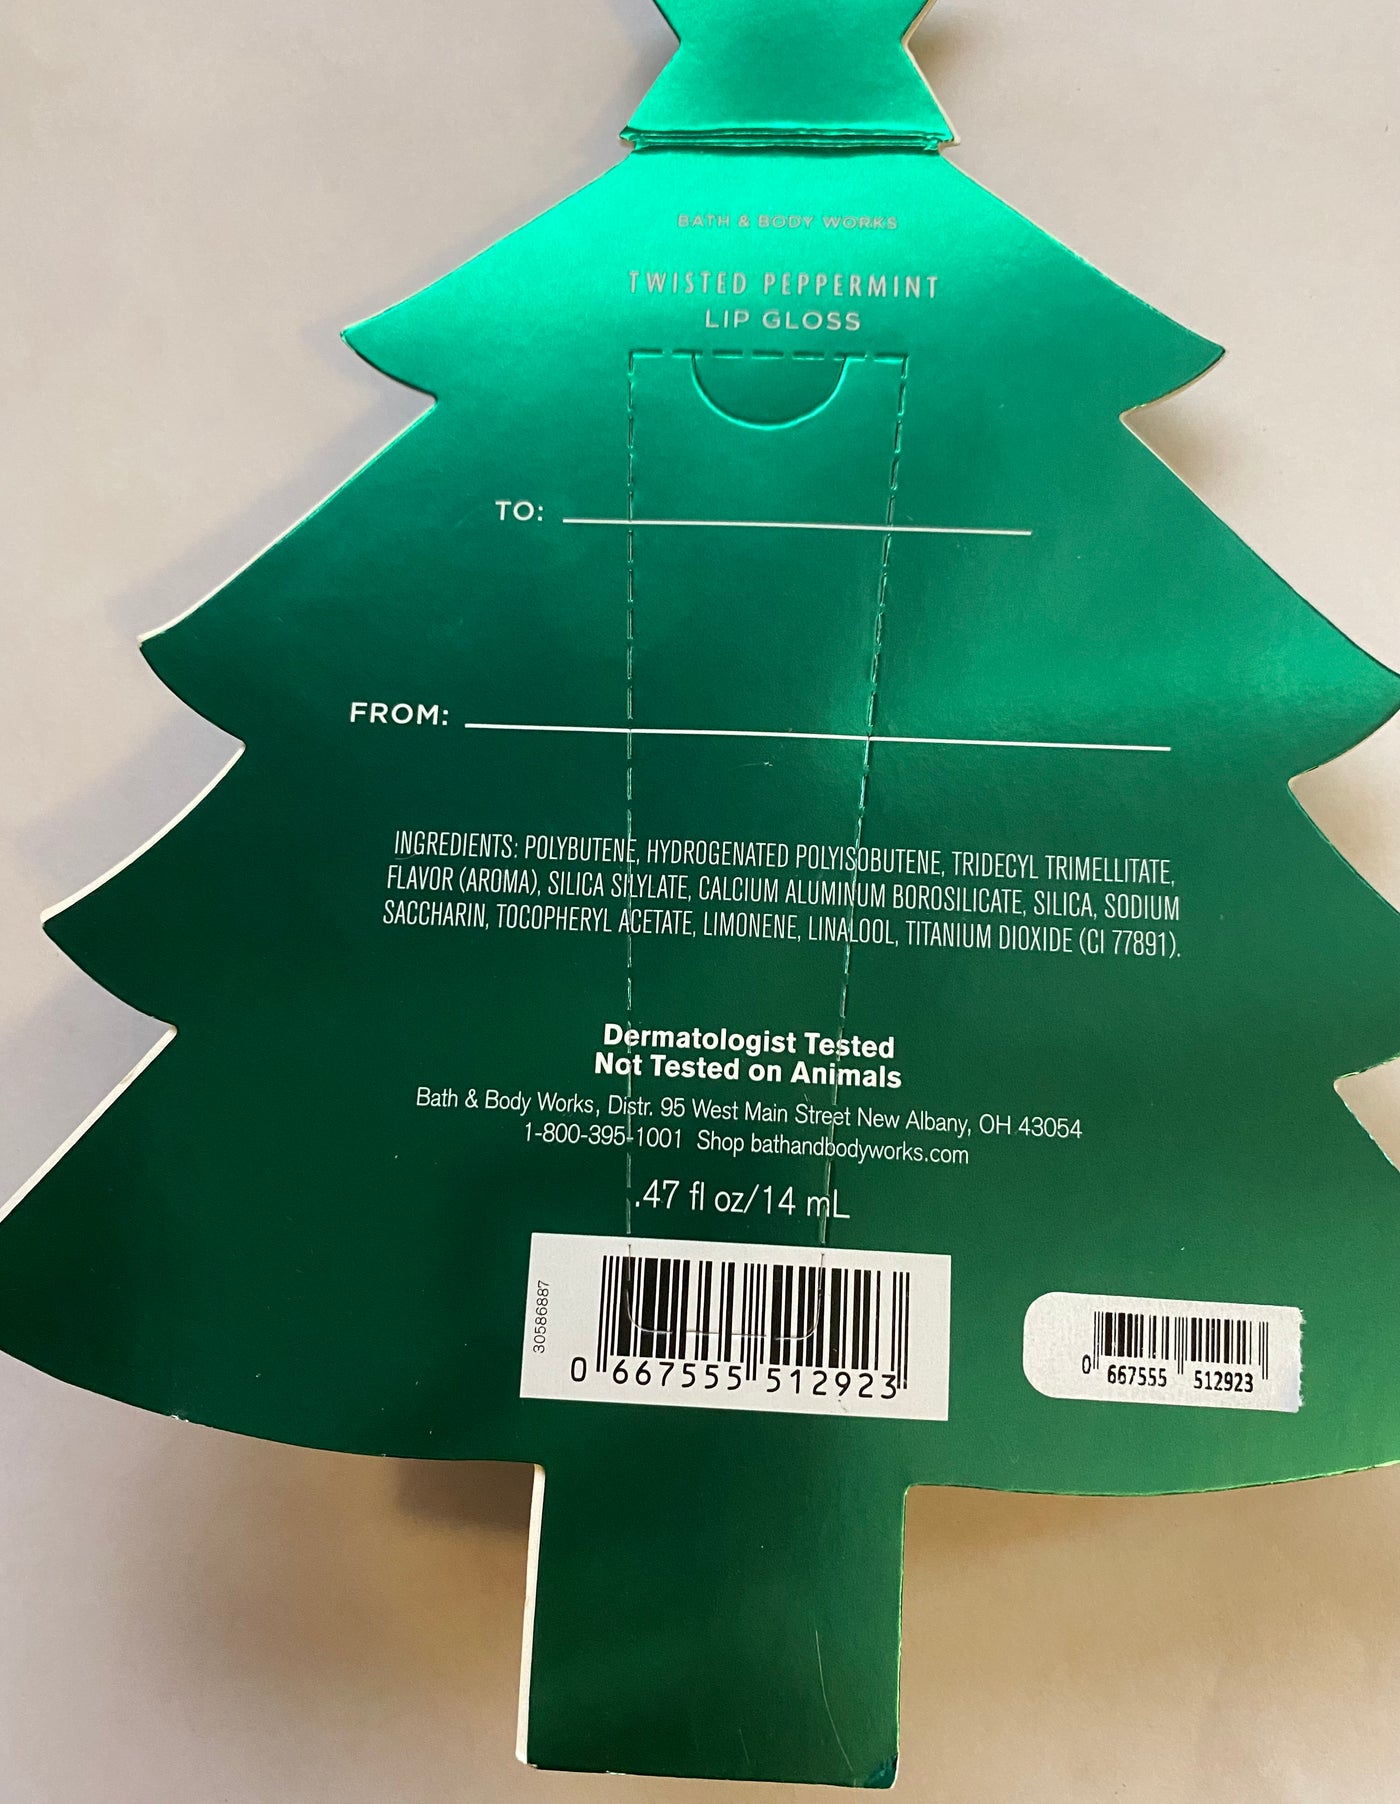 BATH & BODY WORKS
TWISTED PEPPERMINT
LIP GLOSS
TO:
FROM:
INGREDIENTS: POLYBUTENE, HYDROGENATED POLYISOBUTENE, TRIDECYL TRIMELLITATE,
FLAVOR (AROMA), SILICA SILYLATE, CALCIUM ALUMINUM BOROSILICATE, SILICA, SODIUM
SACCHARIN, TOCOPHERYL ACETATE, LIMONENE, LINALOOL, TITANIUM DIOXIDE (CI 77891).
Dermatologist Tested
Not Tested on Animals
Bath & Body Works, Distr. 95 West Main Street New Albany, OH 43054
1-800-395-1001 Shop bathandbodyworks.com
.47 fl oz/14 mL
30586887
0 667555 512923
0 667555 512923